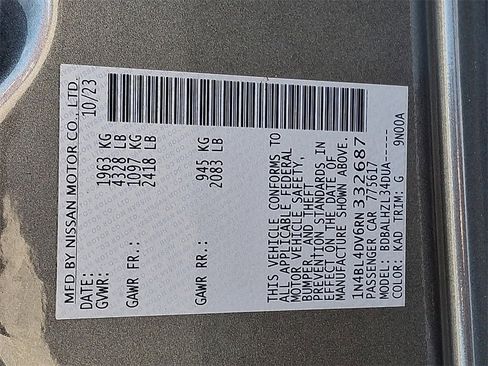 MFD BY NISSAN MOTOR CO., LTD.
DATE: 10/23
GVWR: 1963 KG
4328 LB
GAWR FR.: 1097 KG
2418 LB
GAWR RR.: 945 KG
2083 LB
THIS VEHICLE CONFORMS TO
ALL APPLICABLE FEDERAL
MOTOR VEHICLE SAFETY,
BUMPER, AND THEFT
PREVENTION STANDARDS IN
EFFECT ON THE DATE OF
MANUFACTURE SHOWN ABOVE.
1N4BL4DV6RN332687
PASSENGER CAR 775617
MODEL: BDBALHZL34DUA-----
COLOR: KAD TRIM: G 9N00A